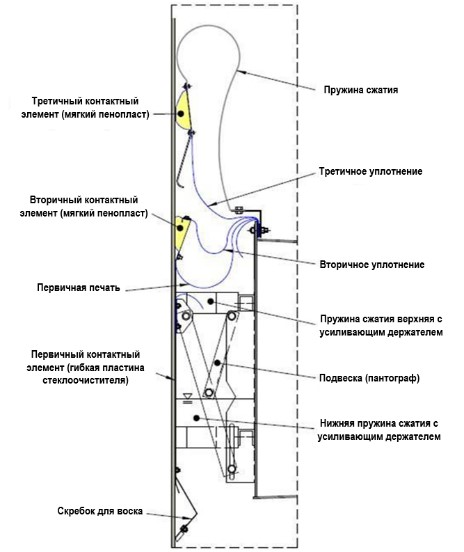 Третичный контактный
элемент (мягкий пенопласт)
Пружина сжатия
Третичное уплотнение
Вторичный контактный
элемент (мягкий пенопласт)
Вторичное уплотнение
Первичная печать
Пружина сжатия верхняя с
усиливающим держателем
Первичный контактный
элемент (гибкая пластина
стеклоочистителя)
Подвеска (пантограф)
Нижняя пружина сжатия с
усиливающим держателем
Скребок для воска